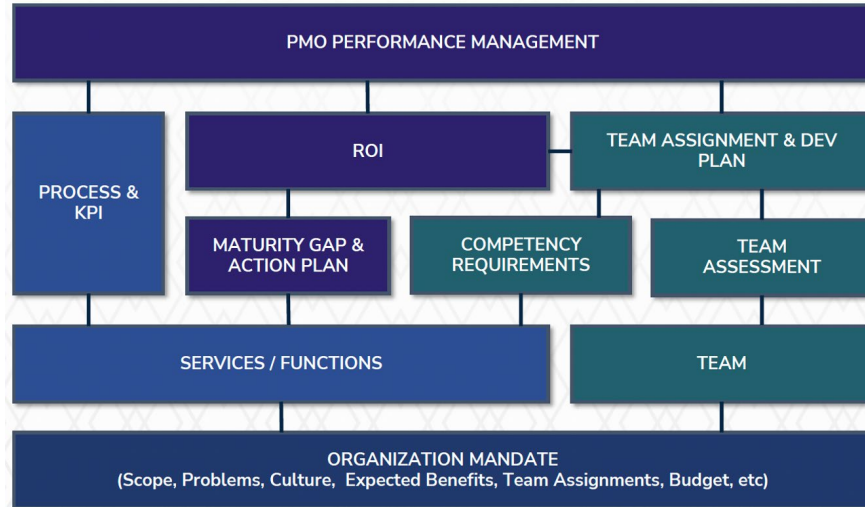 PMO PERFORMANCE MANAGEMENT
ROI
TEAM ASSIGNMENT & DEV
PLAN
PROCESS &
KPI
MATURITY GAP &
ACTION PLAN
COMPETENCY
REQUIREMENTS
TEAM
ASSESSMENT
SERVICES / FUNCTIONS
TEAM
ORGANIZATION MANDATE
(Scope, Problems, Culture, Expected Benefits, Team Assignments, Budget, etc)